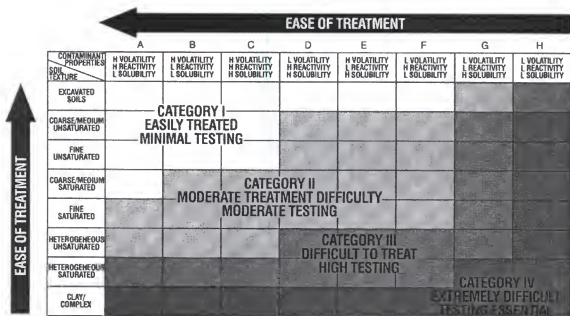 EASE OF TREATMENT
A B C D E F G H
CONTAMINANT PROPERTIES
SOIL TEXTURE
H VOLATILITY H REACTIVITY L SOLUBILITY
H VOLATILITY L REACTIVITY L SOLUBILITY
H VOLATILITY H REACTIVITY H SOLUBILITY
L VOLATILITY H REACTIVITY L SOLUBILITY
L VOLATILITY H REACTIVITY H SOLUBILITY
L VOLATILITY H REACTIVITY H SOLUBILITY
L VOLATILITY L REACTIVITY H SOLUBILITY
L VOLATILITY L REACTIVITY L SOLUBILITY
EXCAVATED SOILS
COARSE/MEDIUM UNSATURATED
FINE UNSATURATED
COARSE/MEDIUM SATURATED
FINE SATURATED
HETEROGENEOUS UNSATURATED
HETEROGENEOUS SATURATED
CLAY/ COMPLEX
EASE OF TREATMENT
CATEGORY I
EASILY TREATED
MINIMAL TESTING
CATEGORY II
MODERATE TREATMENT DIFFICULTY
MODERATE TESTING
CATEGORY III
DIFFICULT TO TREAT
HIGH TESTING
CATEGORY IV
EXTREMELY DIFFICULT
TESTING ESSENTIAL